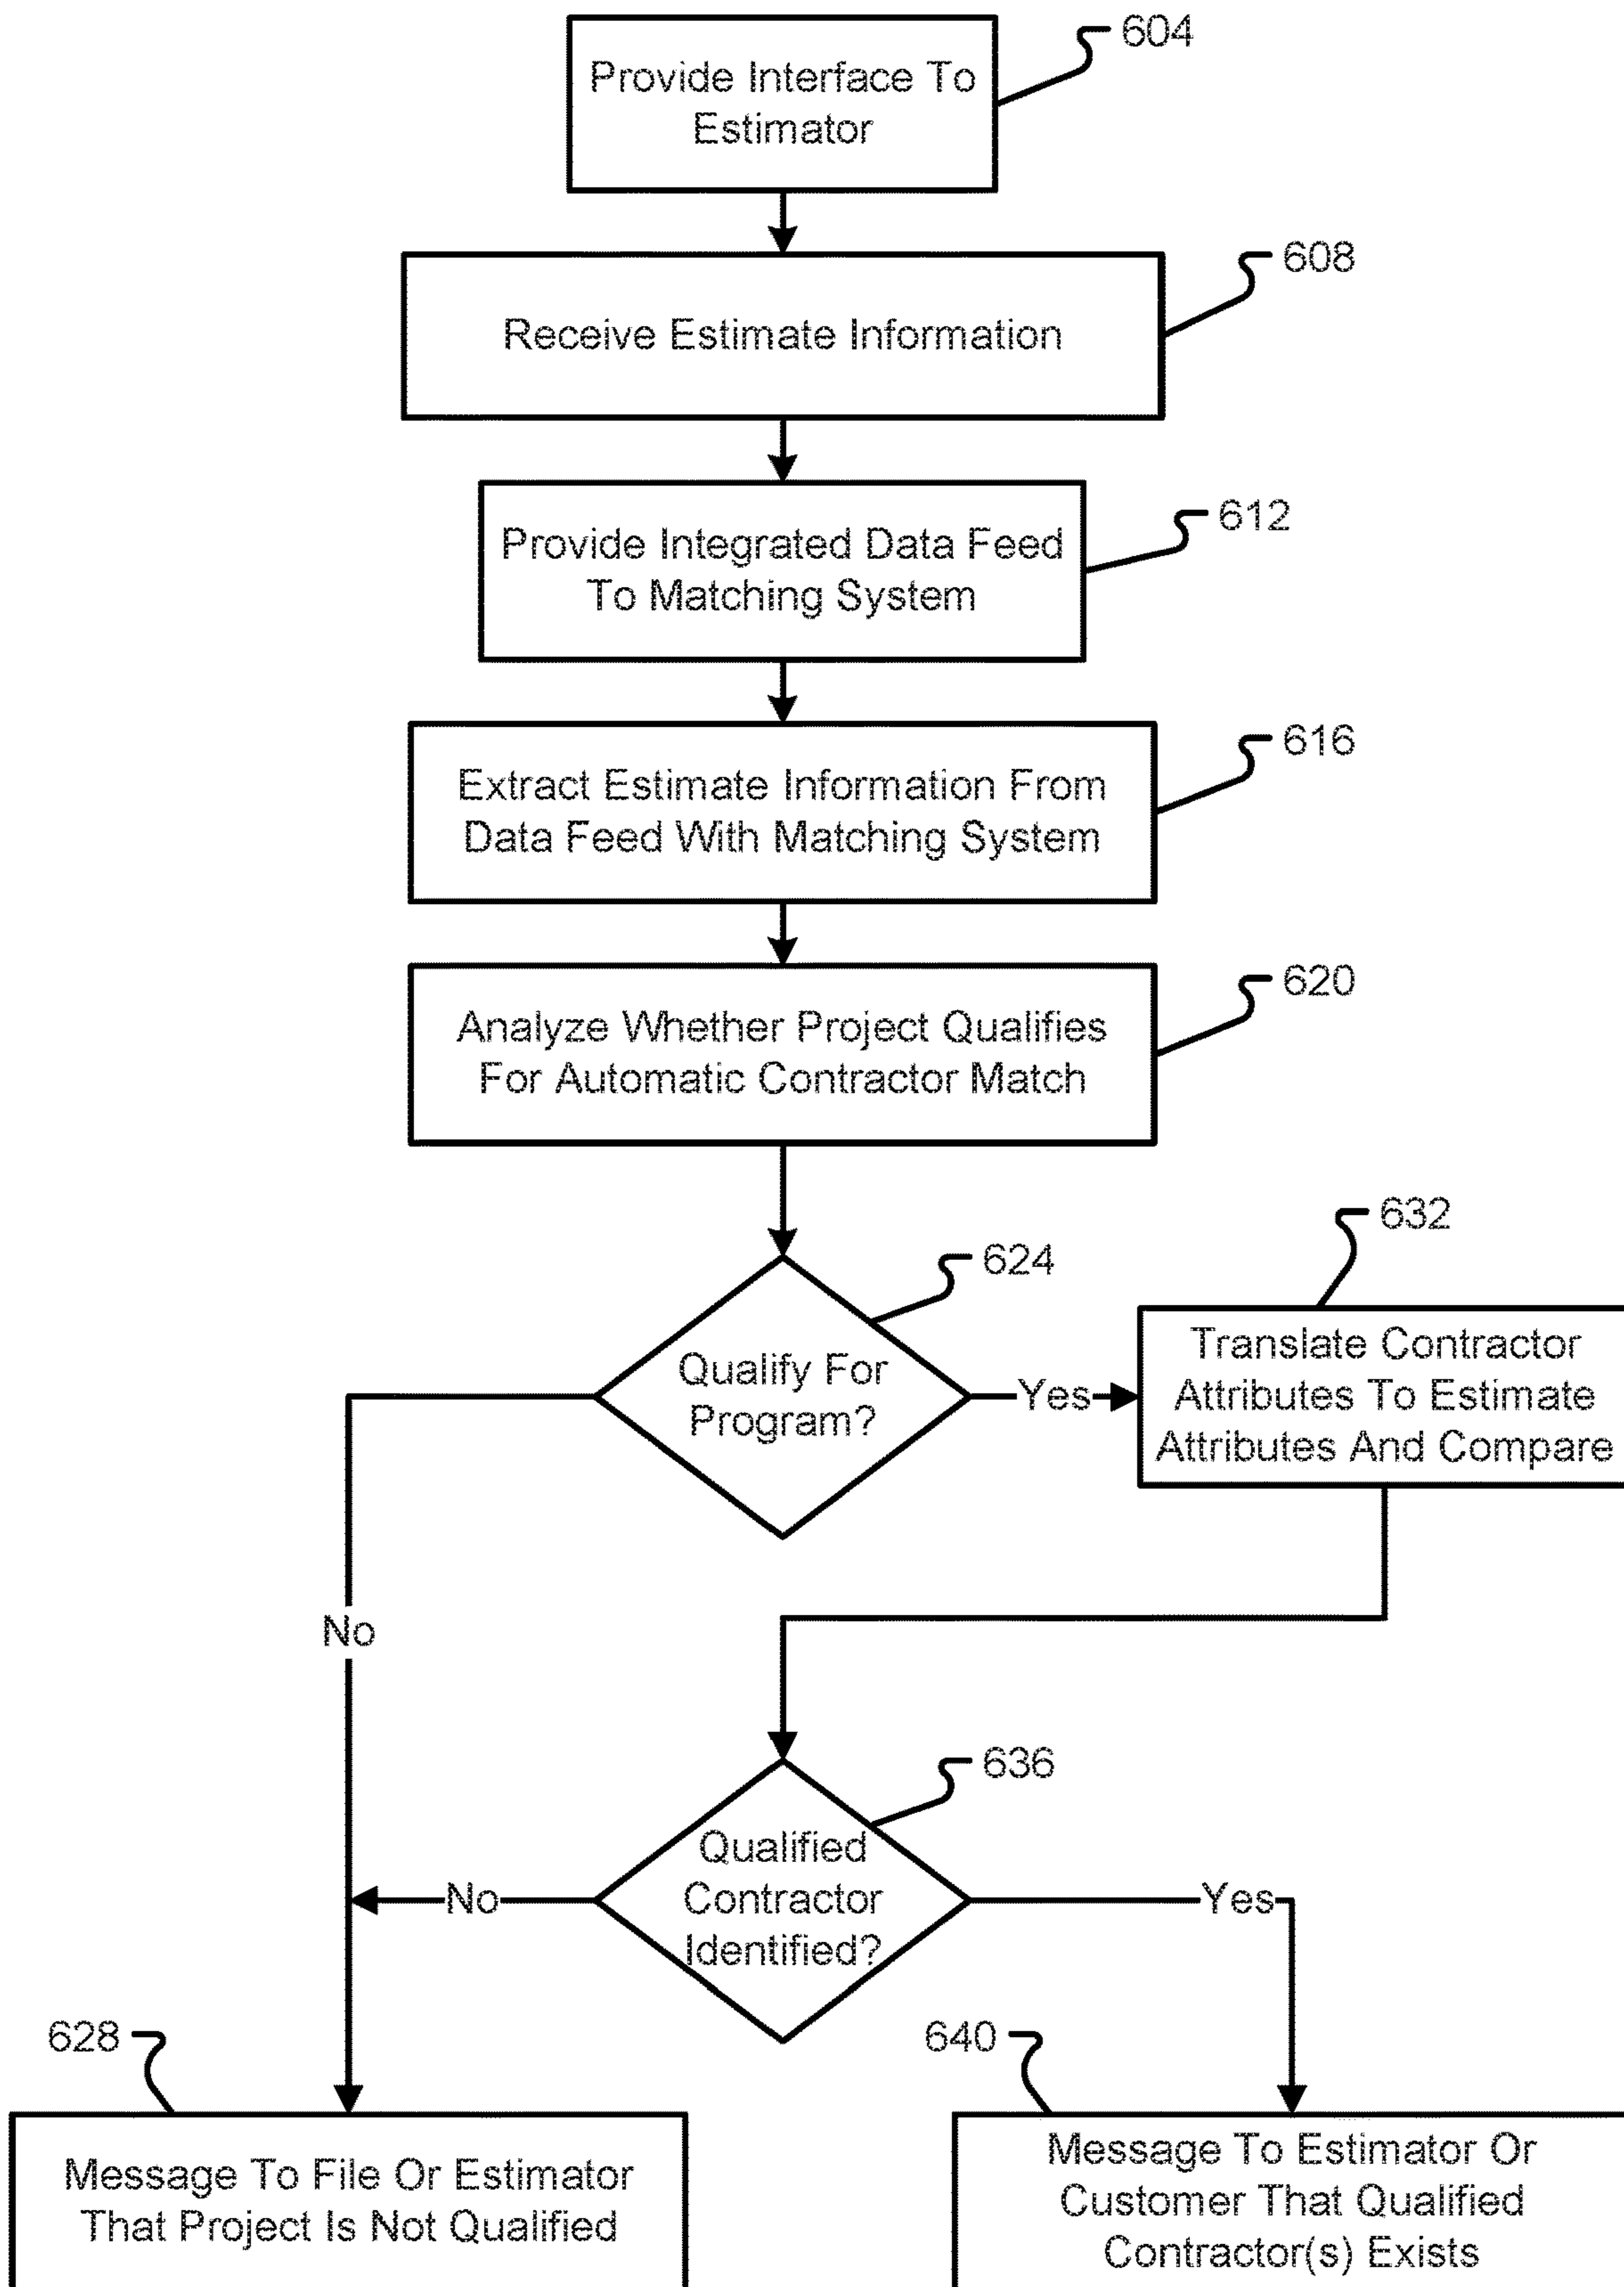 604
Provide Interface To
Estimator
608
Receive Estimate Information
612
Provide Integrated Data Feed
To Matching System
616
Extract Estimate Information From
Data Feed With Matching System
620
Analyze Whether Project Qualifies
For Automatic Contractor Match
624
Qualify For
Program?
Yes
632
Translate Contractor
Attributes To Estimate
Attributes And Compare
No
636
Qualified
Contractor
Identified?
No
Yes
628
Message To File Or Estimator
That Project Is Not Qualified
640
Message To Estimator Or
Customer That Qualified
Contractor(s) Exists